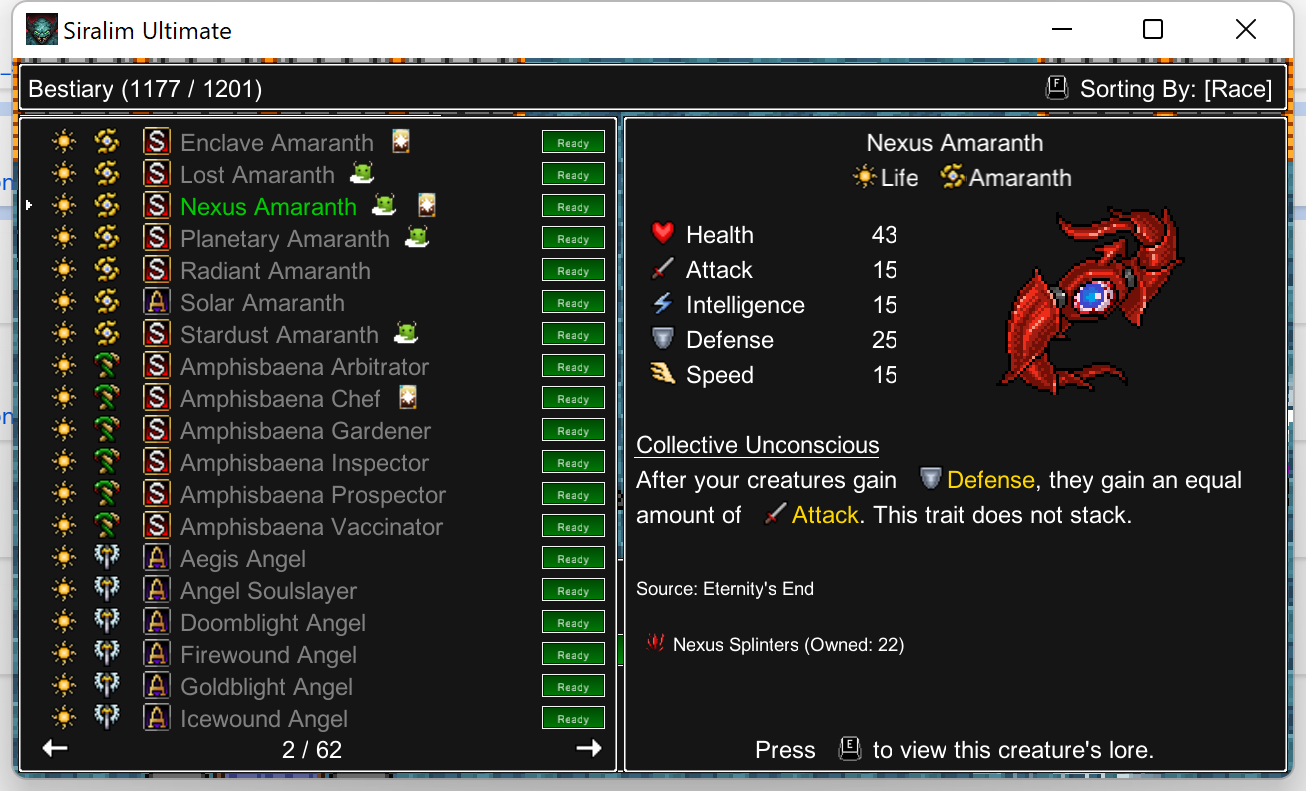 Siralim Ultimate
Bestiary (1177 / 1201)
F Sorting By: [Race]
S Enclave Amaranth Ready
S Lost Amaranth Ready
S Nexus Amaranth Ready
S Planetary Amaranth Ready
S Radiant Amaranth Ready
A Solar Amaranth Ready
S Stardust Amaranth Ready
S Amphisbaena Arbitrator Ready
S Amphisbaena Chef Ready
S Amphisbaena Gardener Ready
S Amphisbaena Inspector Ready
S Amphisbaena Prospector Ready
S Amphisbaena Vaccinator Ready
A Aegis Angel Ready
A Angel Soulslayer Ready
A Doomblight Angel Ready
A Firewound Angel Ready
A Goldblight Angel Ready
A Icewound Angel Ready
2 / 62
Nexus Amaranth
Life Amaranth
Health 43
Attack 15
Intelligence 15
Defense 25
Speed 15
Collective Unconscious
After your creatures gain Defense, they gain an equal
amount of Attack. This trait does not stack.
Source: Eternity's End
Nexus Splinters (Owned: 22)
Press E to view this creature's lore.